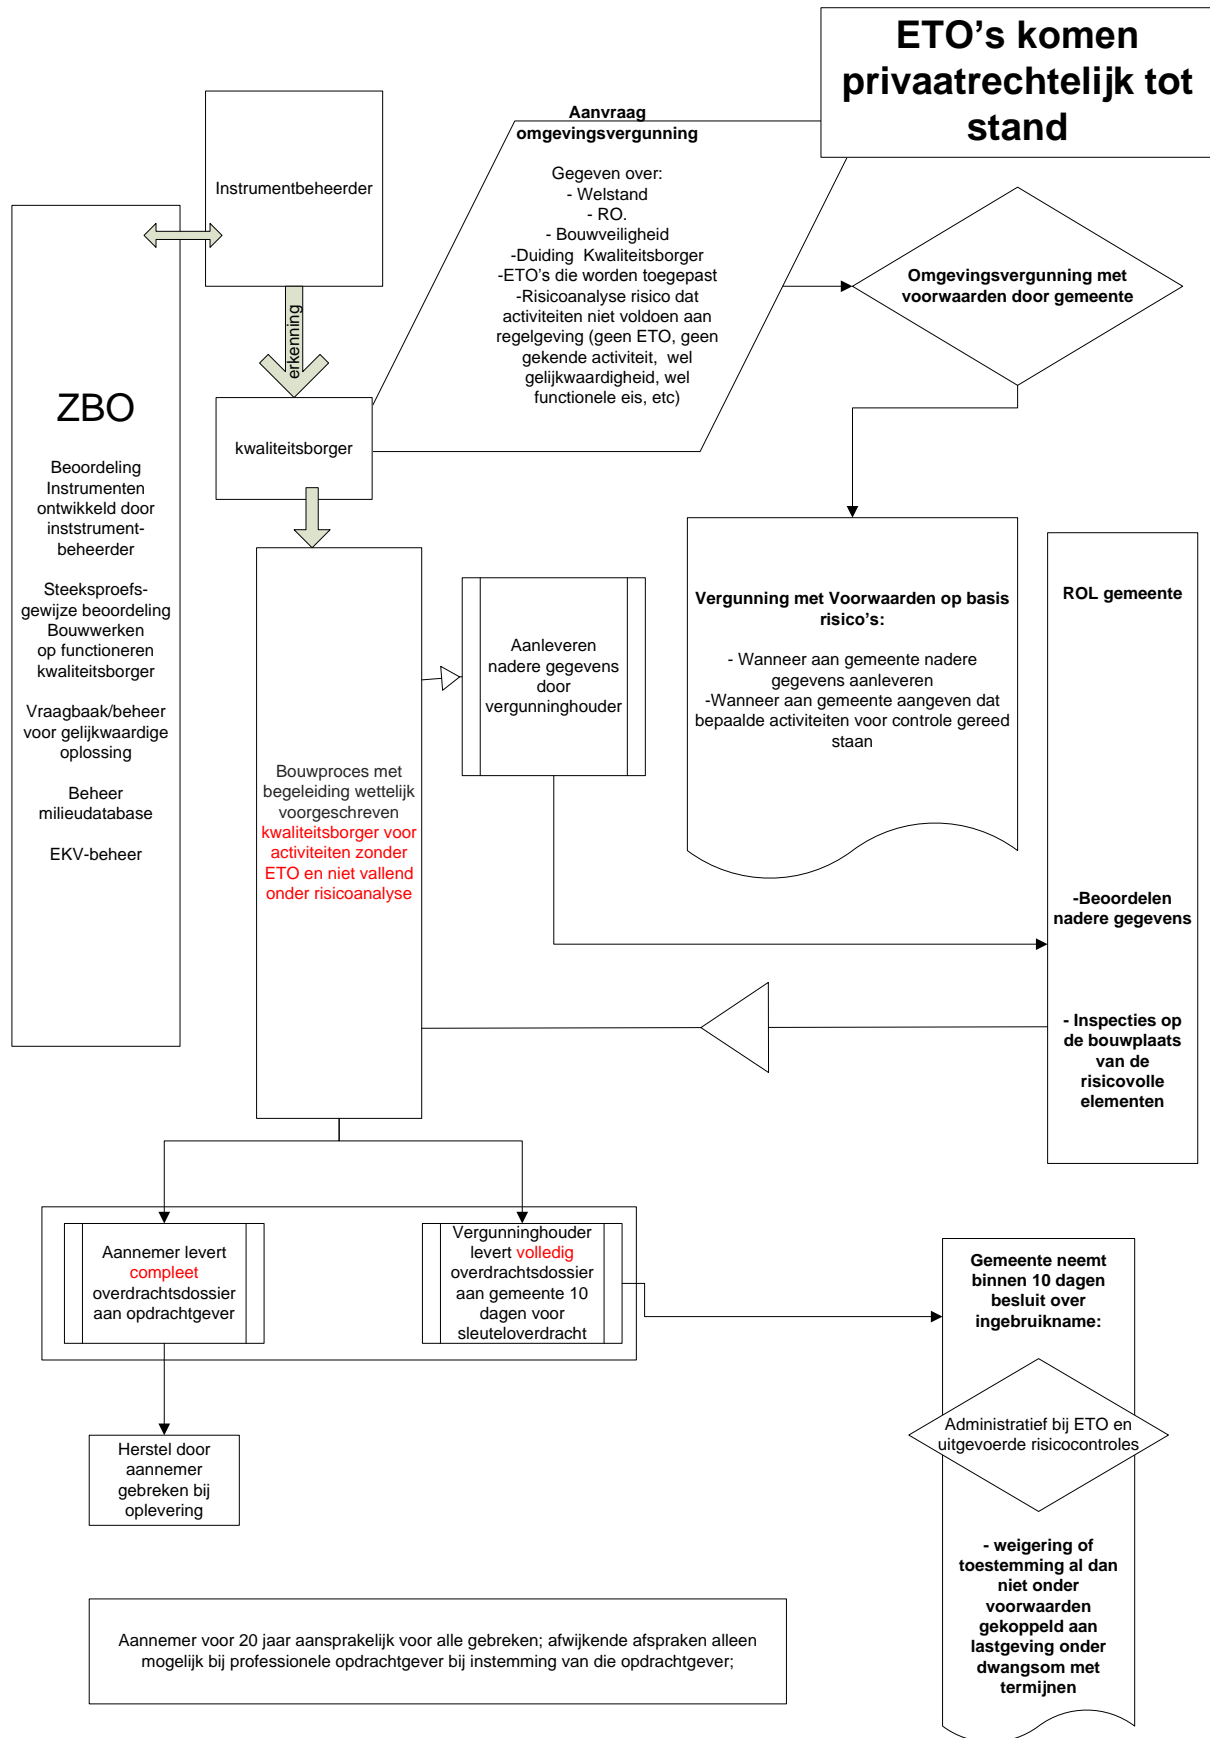 ETO’s komen
privaatrechtelijk tot
stand
Instrumentbeheerder
erkenning
kwaliteitsborger
Aanvraag
omgevingsvergunning
Gegeven over:
- Welstand
- RO.
- Bouwveiligheid
-Duiding Kwaliteitsborger
-ETO’s die worden toegepast
-Risicoanalyse risico dat
activiteiten niet voldoen aan
regelgeving (geen ETO, geen
gekende activiteit, wel
gelijkwaardigheid, wel
functionele eis, etc)
Omgevingsvergunning met
voorwaarden door gemeente
ZBO
Beoordeling
Instrumenten
ontwikkeld door
inststrument-
beheerder
Steeksproefs-
gewijze beoordeling
Bouwwerken
op functioneren
kwaliteitsborger
Vraagbaak/beheer
voor gelijkwaardige
oplossing
Beheer
milieudatabase
EKV-beheer
Bouwproces met
begeleiding wettelijk
voorgeschreven
kwaliteitsborger voor
activiteiten zonder
ETO en niet vallend
onder risicoanalyse
Aanleveren
nadere gegevens
door
vergunninghouder
Vergunning met Voorwaarden op basis
risico’s:
- Wanneer aan gemeente nadere
gegevens aanleveren
-Wanneer aan gemeente aangeven dat
bepaalde activiteiten voor controle gereed
staan
ROL gemeente
-Beoordelen
nadere gegevens
- Inspecties op
de bouwplaats
van de
risicovolle
elementen
Aannemer levert
compleet
overdrachtsdossier
aan opdrachtgever
Vergunninghouder
levert volledig
overdrachtsdossier
aan gemeente 10
dagen voor
sleuteloverdracht
Gemeente neemt
binnen 10 dagen
besluit over
ingebruikname:
Administratief bij ETO en
uitgevoerde risicocontroles
- weigering of
toestemming al dan
niet onder
voorwaarden
gekoppeld aan
lastgeving onder
dwangsom met
termijnen
Herstel door
aannemer
gebreken bij
oplevering
Aannemer voor 20 jaar aansprakelijk voor alle gebreken; afwijkende afspraken alleen
mogelijk bij professionele opdrachtgever bij instemming van die opdrachtgever;